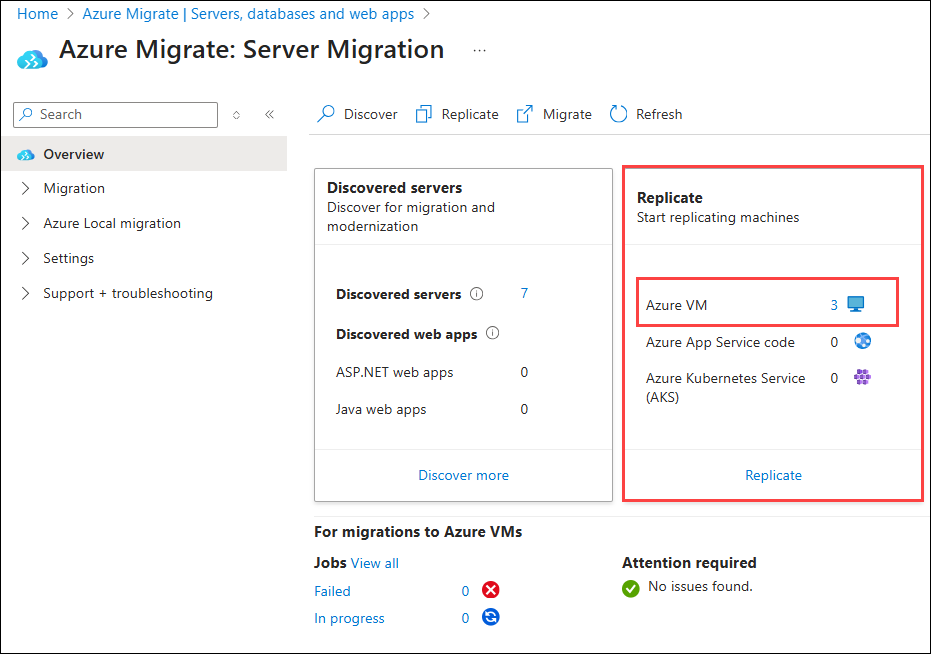 Home > Azure Migrate | Servers, databases and web apps >
Azure Migrate: Server Migration ...
Search
Discover Replicate Migrate Refresh
Overview
Migration
Azure Local migration
Settings
Support + troubleshooting
Discovered servers
Discover for migration and
modernization
Discovered servers 7
Discovered web apps
ASP.NET web apps 0
Java web apps 0
Discover more
Replicate
Start replicating machines
Azure VM 3
Azure App Service code 0
Azure Kubernetes Service 0
(AKS)
Replicate
For migrations to Azure VMs
Jobs View all
Failed 0
In progress 0
Attention required
No issues found.